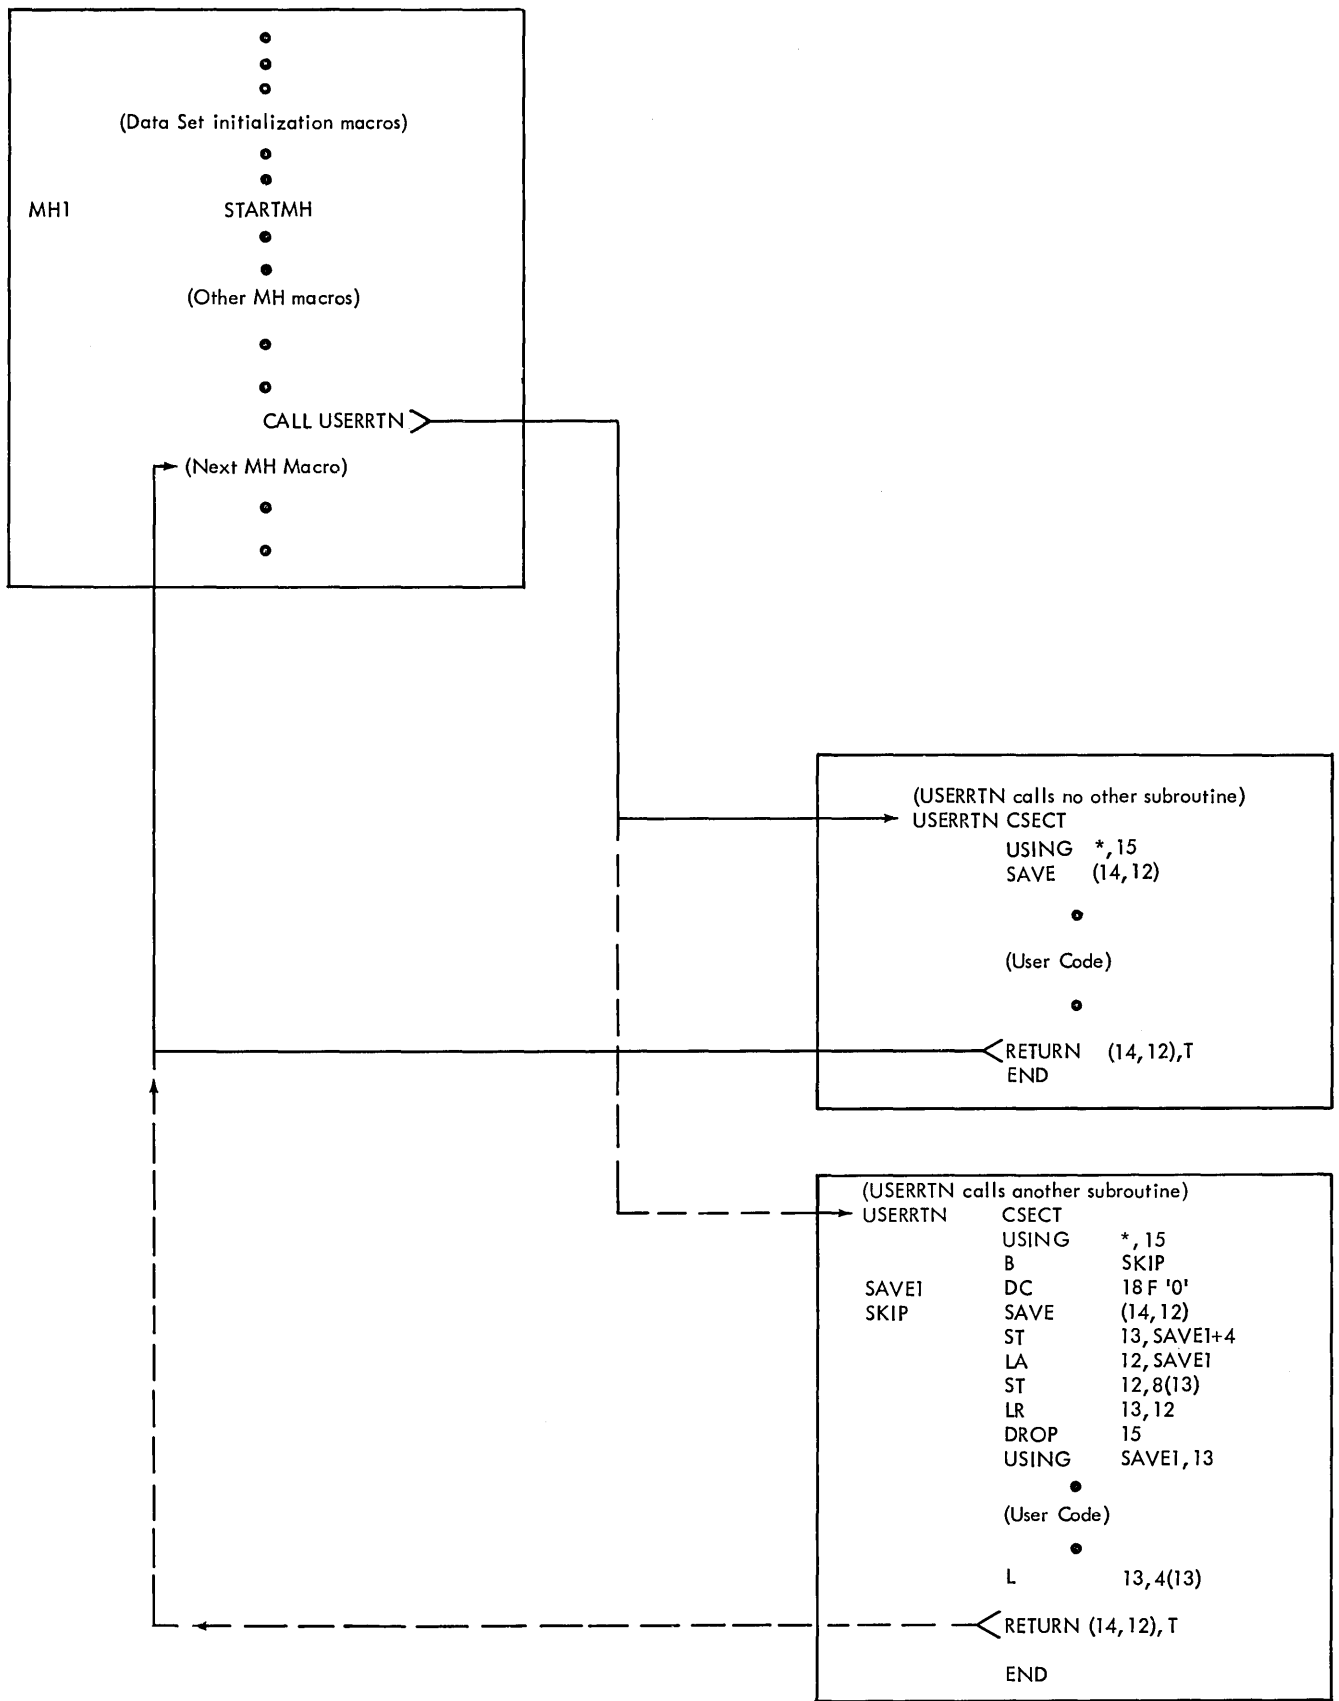 (Data Set initialization macros)
MH1 STARTMH
(Other MH macros)
CALL USERRTN
(Next MH Macro)
(USERRTN calls no other subroutine)
USERRTN CSECT
USING *,15
SAVE (14,12)
(User Code)
RETURN (14,12),T
END
(USERRTN calls another subroutine)
USERRTN CSECT
USING *,15
B SKIP
SAVE1 DC 18F '0'
SKIP SAVE (14,12)
ST 13,SAVE1+4
LA 12,SAVE1
ST 12,8(13)
LR 13,12
DROP 15
USING SAVE1,13
(User Code)
L 13,4(13)
RETURN (14,12),T
END